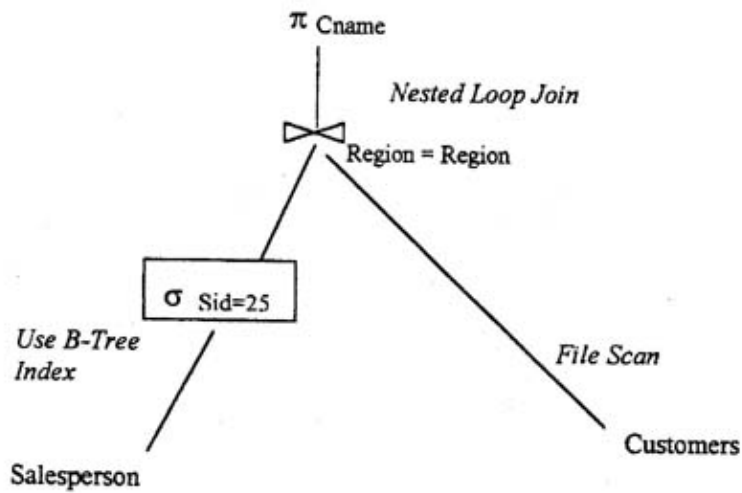 π Cname
Nested Loop Join
Region = Region
σ Sid=25
Use B-Tree
Index
File Scan
Customers
Salesperson